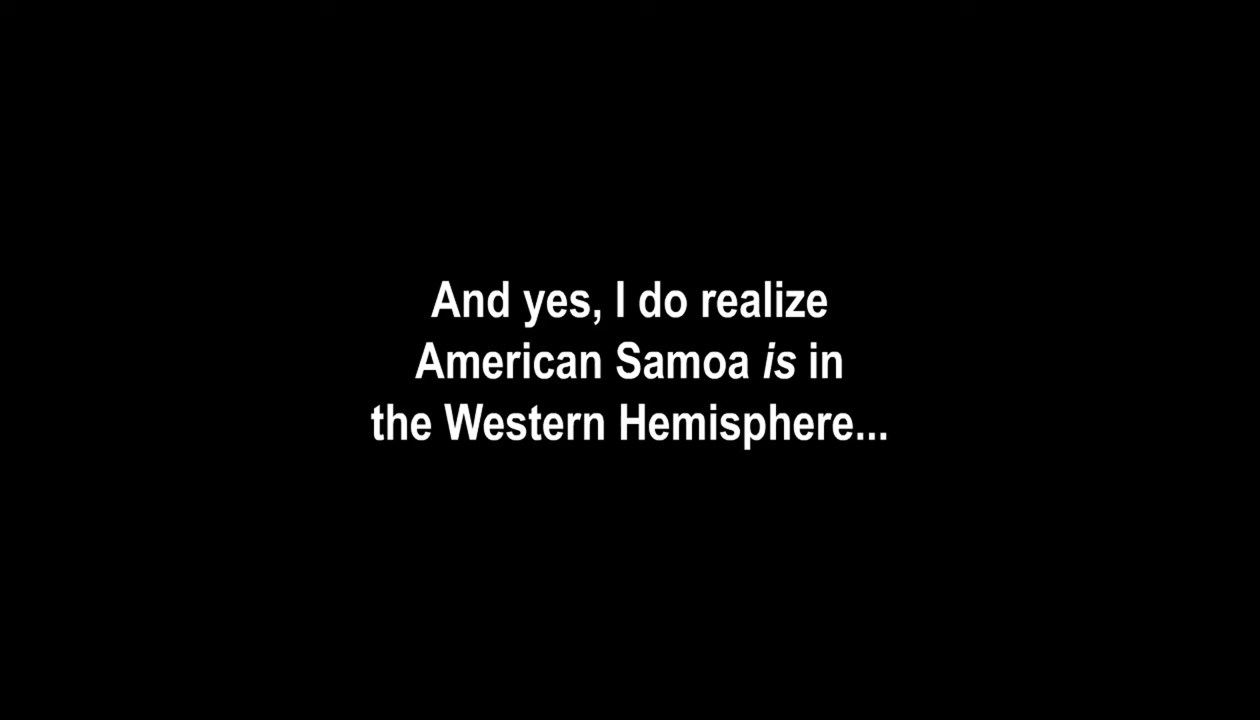 And yes, I do realize
American Samoa is in
the Western Hemisphere...